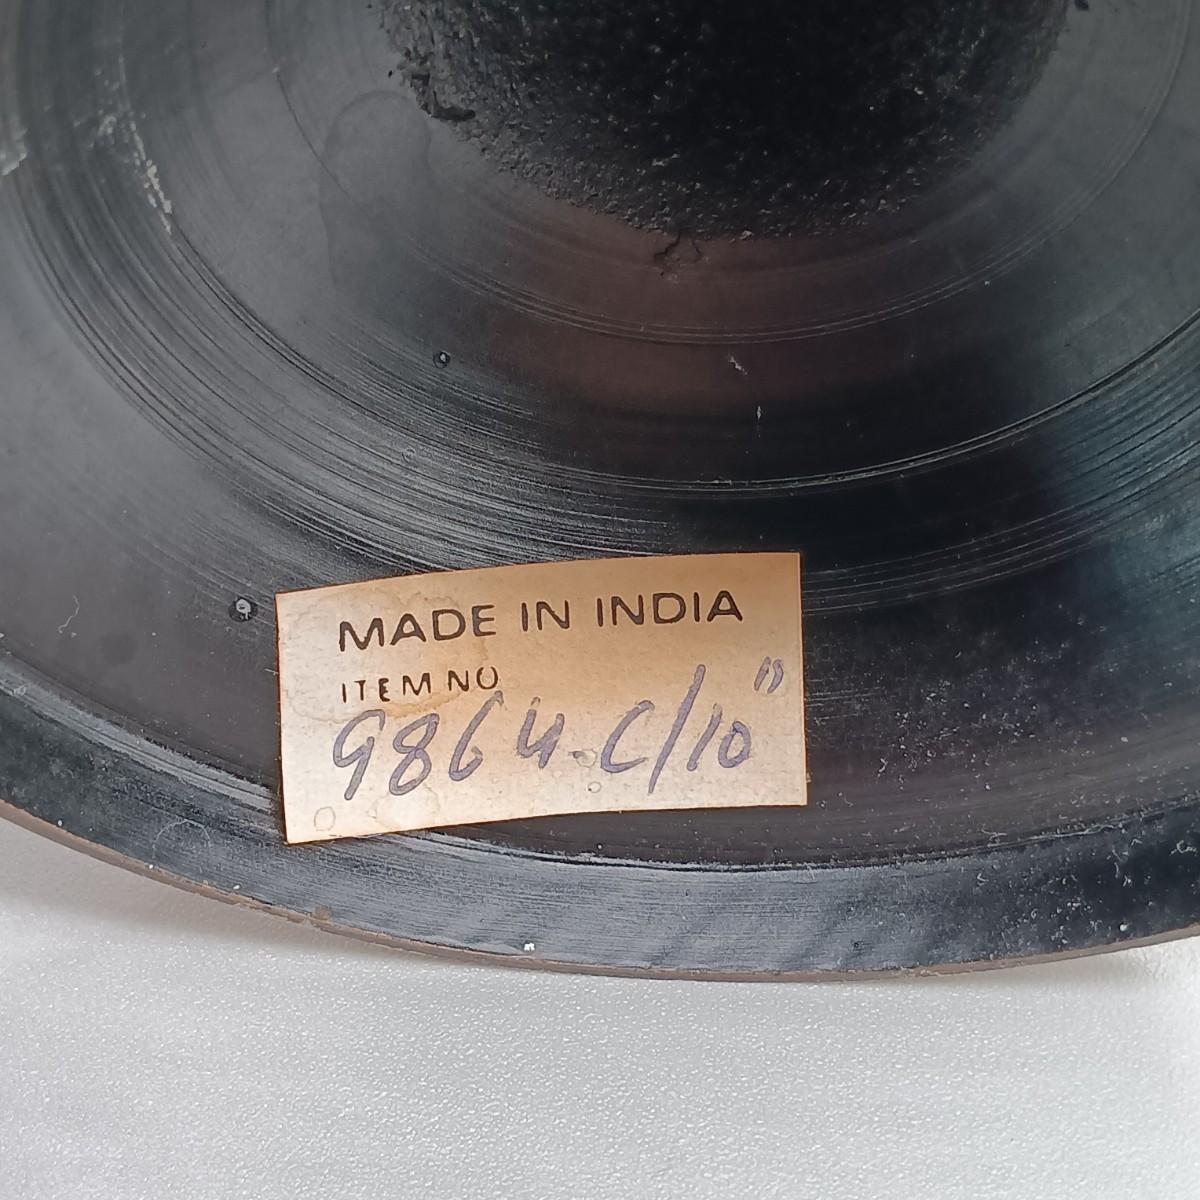 MADE IN INDIA
ITEM NO
9864-C/10"